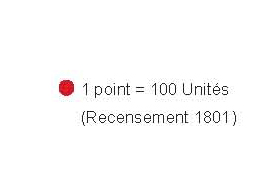 1 point = 100 Unités
(Recensement 1801)